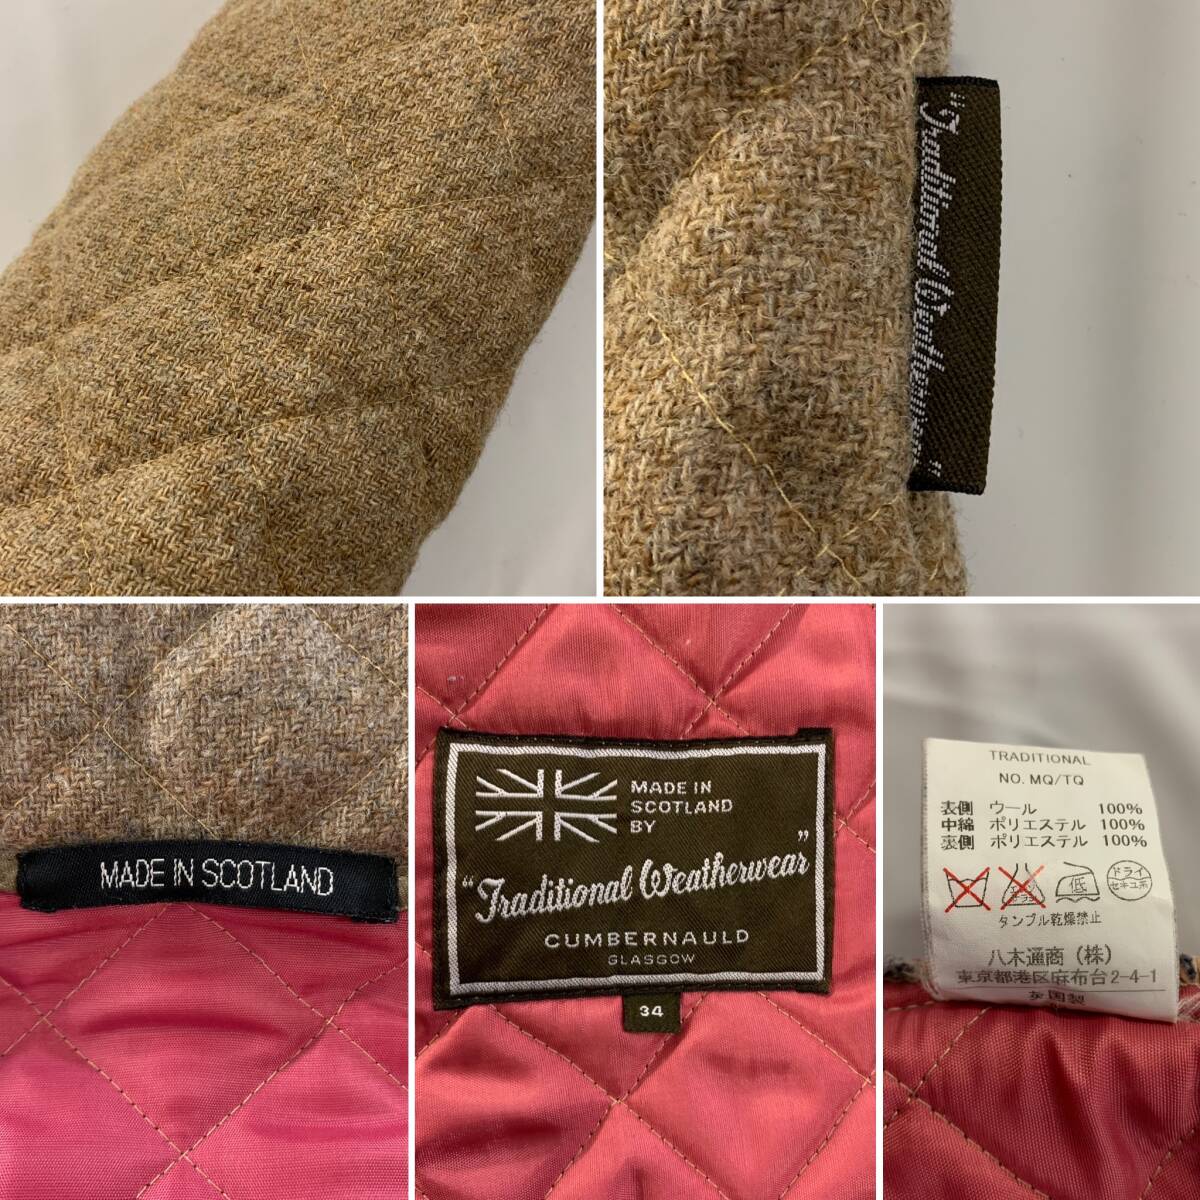 "Traditional Weatherwear"
MADE IN SCOTLAND
MADE IN
SCOTLAND
BY
"Traditional Weatherwear"
CUMBERNAULD
GLASGOW
34
TRADITIONAL
NO. MQ/TQ
表側 ウール 100%
中綿 ポリエステル 100%
裏側 ポリエステル 100%
低
ドライ
セキユ系
タンブル乾燥禁止
八木通商(株)
東京都港区麻布台2-4-1
英国製